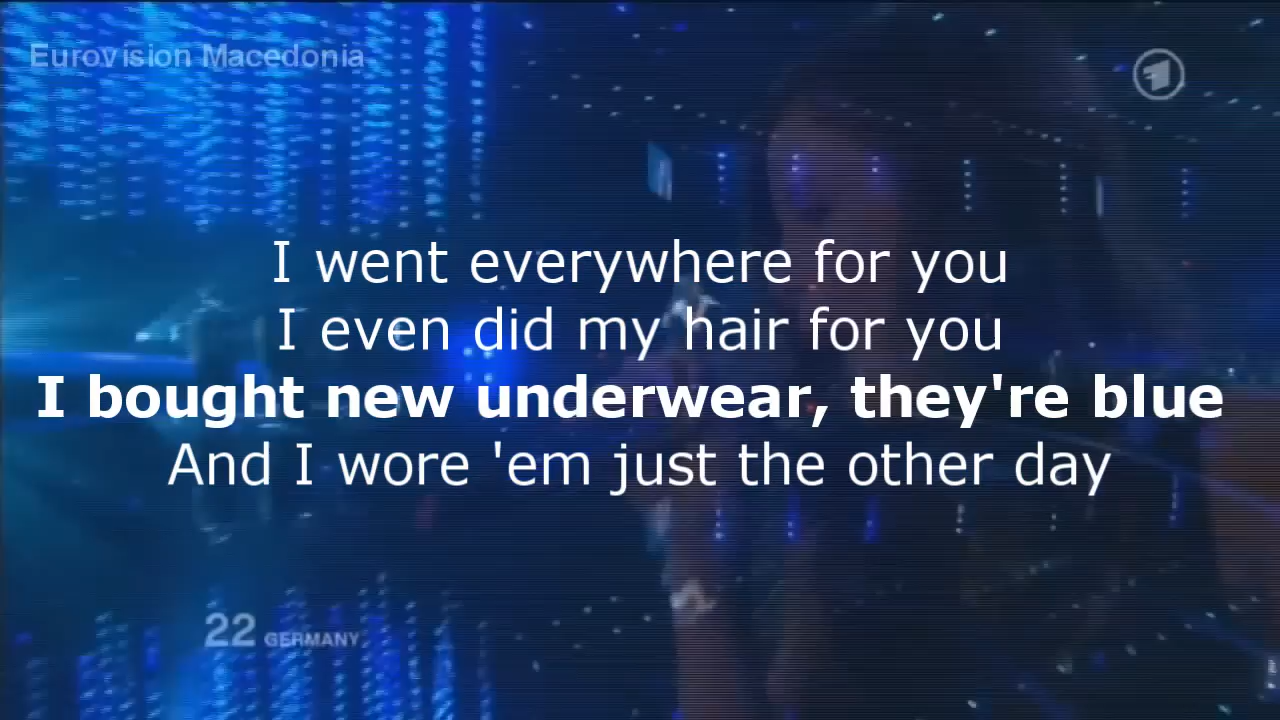 Eurovision Macedonia
I went everywhere for you
I even did my hair for you
I bought new underwear, they're blue
And I wore 'em just the other day
22 GERMANY